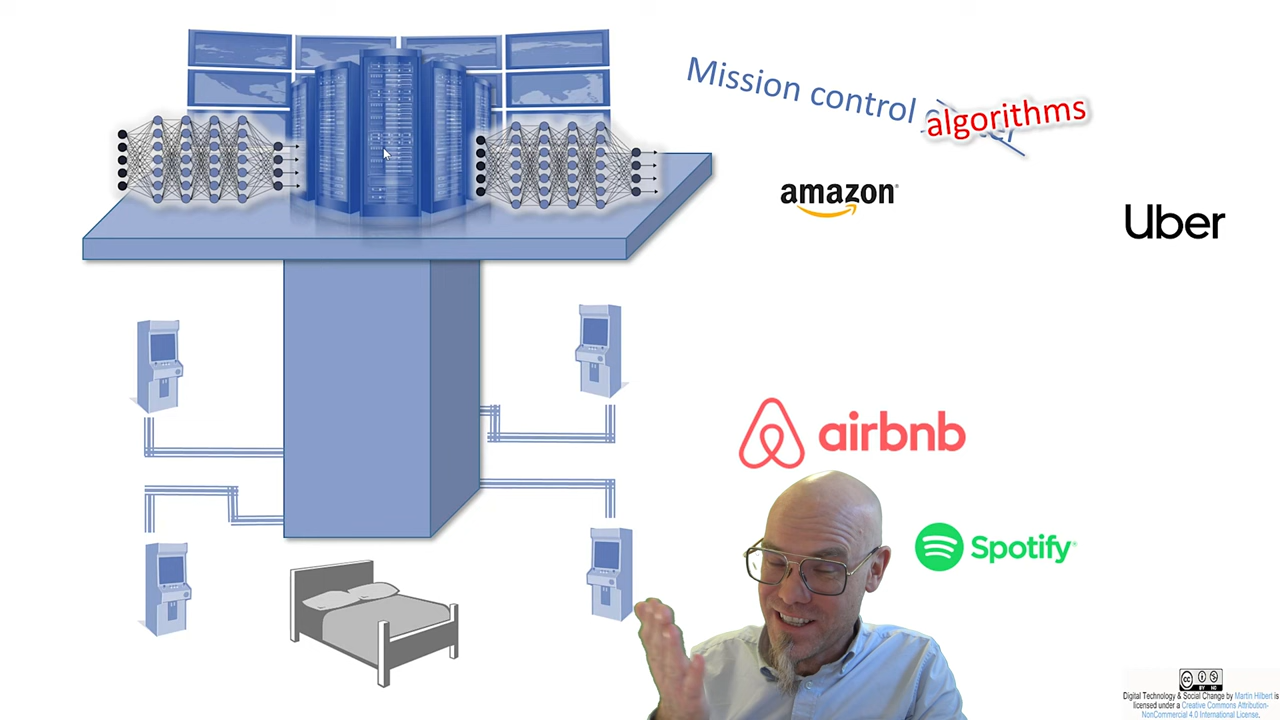 Mission control
algorithms
amazon
Uber
airbnb
Spotify
Digital Technology & Social Change by Martin Hilbert is
licensed under a Creative Commons Attribution-
NonCommercial 4.0 International License.